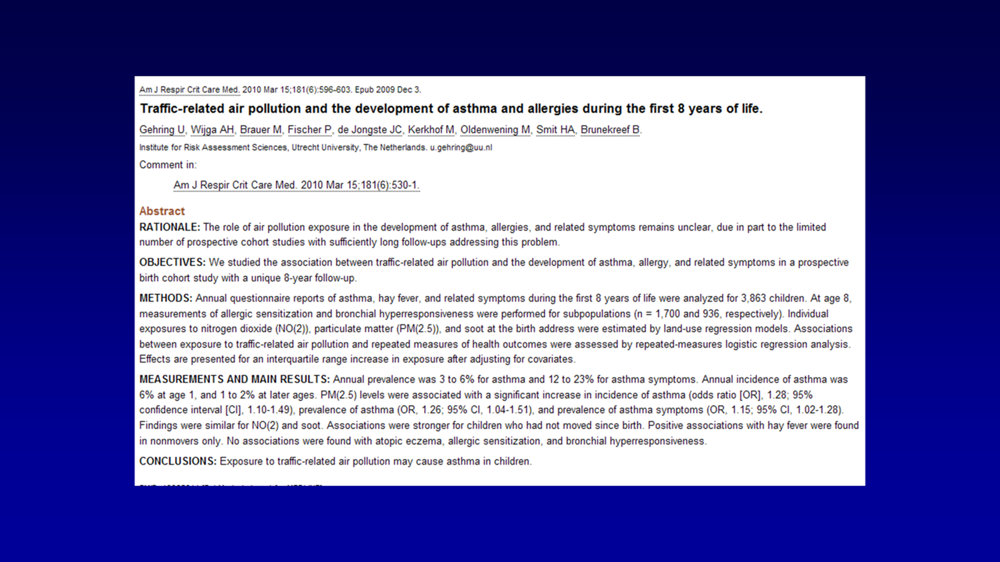 Am J Respir Crit Care Med. 2010 Mar 15;181(6):596-603. Epub 2009 Dec 3.
Traffic-related air pollution and the development of asthma and allergies during the first 8 years of life.
Gehring U, Wijga AH, Brauer M, Fischer P, de Jongste JC, Kerkhof M, Oldenwening M, Smit HA, Brunekreef B.
Institute for Risk Assessment Sciences, Utrecht University, The Netherlands. u.gehring@uu.nl
Comment in:
Am J Respir Crit Care Med. 2010 Mar 15;181(6):530-1.
Abstract
RATIONALE: The role of air pollution exposure in the development of asthma, allergies, and related symptoms remains unclear, due in part to the limited
number of prospective cohort studies with sufficiently long follow-ups addressing this problem.
OBJECTIVES: We studied the association between traffic-related air pollution and the development of asthma, allergy, and related symptoms in a prospective
birth cohort study with a unique 8-year follow-up.
METHODS: Annual questionnaire reports of asthma, hay fever, and related symptoms during the first 8 years of life were analyzed for 3,863 children. At age 8,
measurements of allergic sensitization and bronchial hyperresponsiveness were performed for subpopulations (n = 1,700 and 936, respectively). Individual
exposures to nitrogen dioxide (NO(2)), particulate matter (PM(2.5)), and soot at the birth address were estimated by land-use regression models. Associations
between exposure to traffic-related air pollution and repeated measures of health outcomes were assessed by repeated-measures logistic regression analysis.
Effects are presented for an interquartile range increase in exposure after adjusting for covariates.
MEASUREMENTS AND MAIN RESULTS: Annual prevalence was 3 to 6% for asthma and 12 to 23% for asthma symptoms. Annual incidence of asthma was
6% at age 1, and 1 to 2% at later ages. PM(2.5) levels were associated with a significant increase in incidence of asthma (odds ratio [OR], 1.28; 95%
confidence interval [CI], 1.10-1.49), prevalence of asthma (OR, 1.26; 95% CI, 1.04-1.51), and prevalence of asthma symptoms (OR, 1.15; 95% CI, 1.02-1.28).
Findings were similar for NO(2) and soot. Associations were stronger for children who had not moved since birth. Positive associations with hay fever were found
in nonmovers only. No associations were found with atopic eczema, allergic sensitization, and bronchial hyperresponsiveness.
CONCLUSIONS: Exposure to traffic-related air pollution may cause asthma in children.